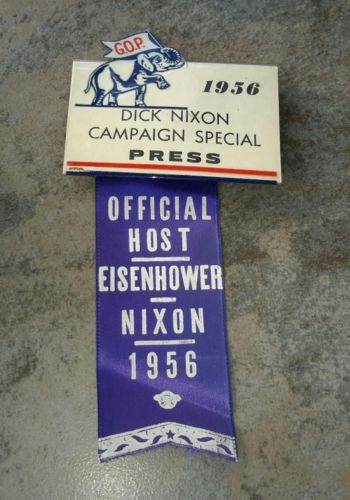 G.O.P.
1956
DICK NIXON
CAMPAIGN SPECIAL
PRESS
OFFICIAL
HOST
EISENHOWER
NIXON
1956